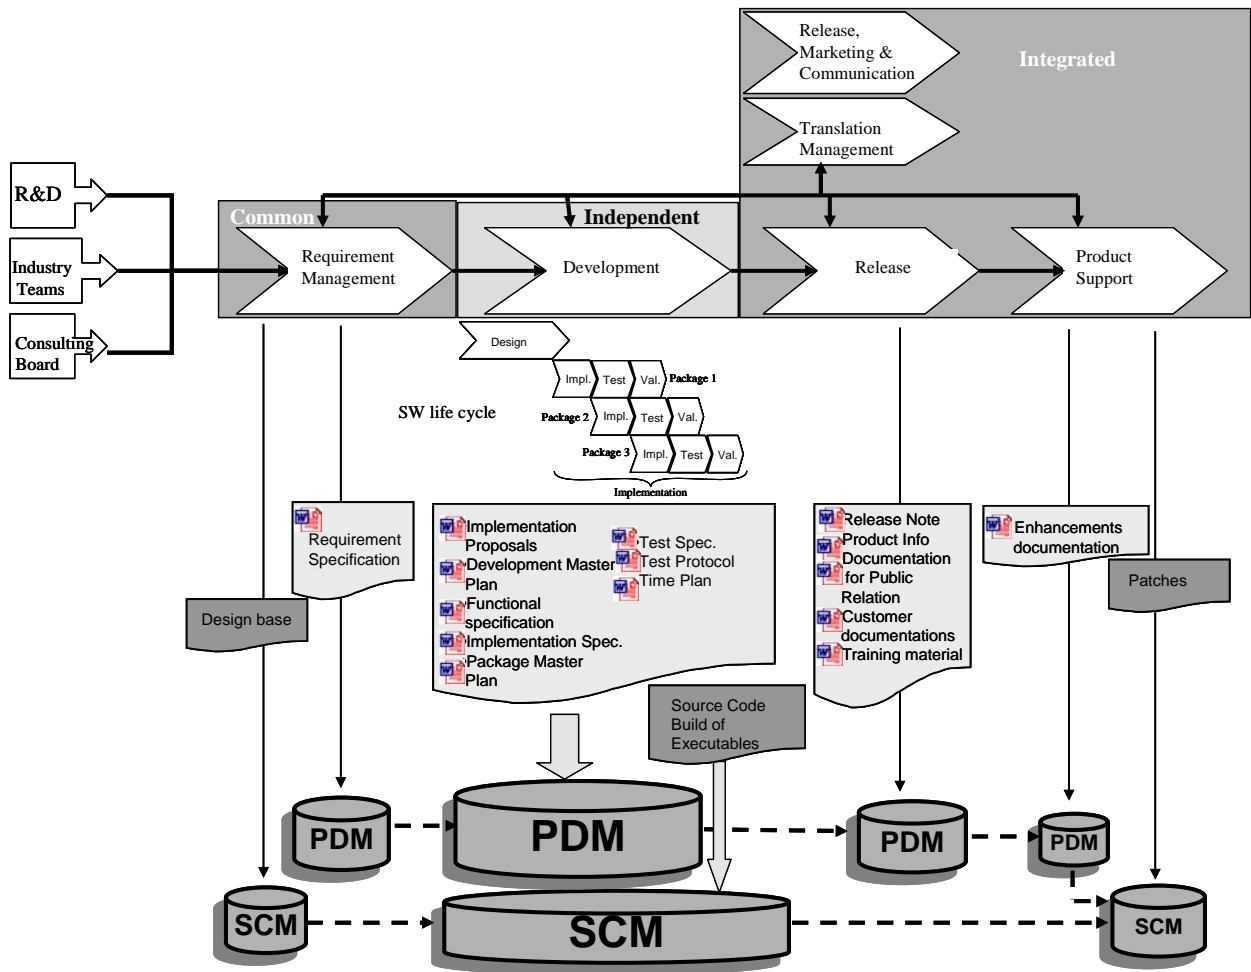 Release,
Marketing &
Communication
Integrated
Translation
Management
R&D
Common
Independent
Industry
Teams
Requirement
Management
Development
Release
Product
Support
Consulting
Board
Design
Impl.
Test
Val.
Package 1
SW life cycle
Package 2
Impl.
Test
Val.
Package 3
Impl.
Test
Val.
Implementation
Requirement
Specification
Implementation
Proposals
Development Master
Plan
Functional
specification
Implementation Spec.
Package Master
Plan
Test Spec.
Test Protocol
Time Plan
Release Note
Product Info
Documentation
for Public
Relation
Customer
documentations
Training material
Enhancements
documentation
Patches
Design base
Source Code
Build of
Executables
PDM
PDM
PDM
PDM
SCM
SCM
SCM